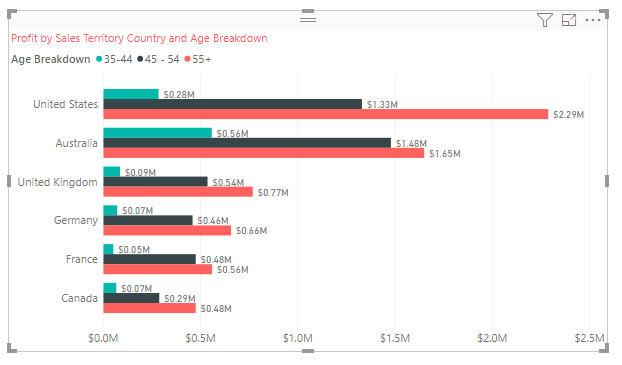 Profit by Sales Territory Country and Age Breakdown
Age Breakdown 35-44 45 - 54 55+
United States
$0.28M
$1.33M
$2.29M
Australia
$0.56M
$1.48M
$1.65M
United Kingdom
$0.09M
$0.54M
$0.77M
Germany
$0.07M
$0.46M
$0.66M
France
$0.05M
$0.48M
$0.56M
Canada
$0.07M
$0.29M
$0.48M
$0.0M $0.5M $1.0M $1.5M $2.0M $2.5M